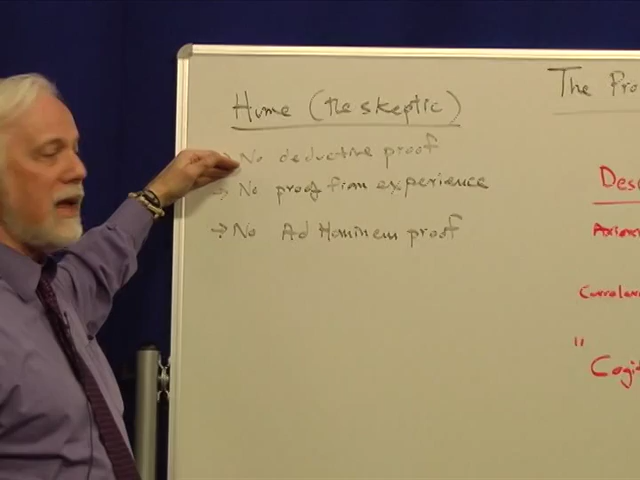 Hume (the skeptic)
→ No deductive proof
→ No proof from experience
→ No Ad Hominem proof
The Pro
Desc
Axiom
"
Cogi